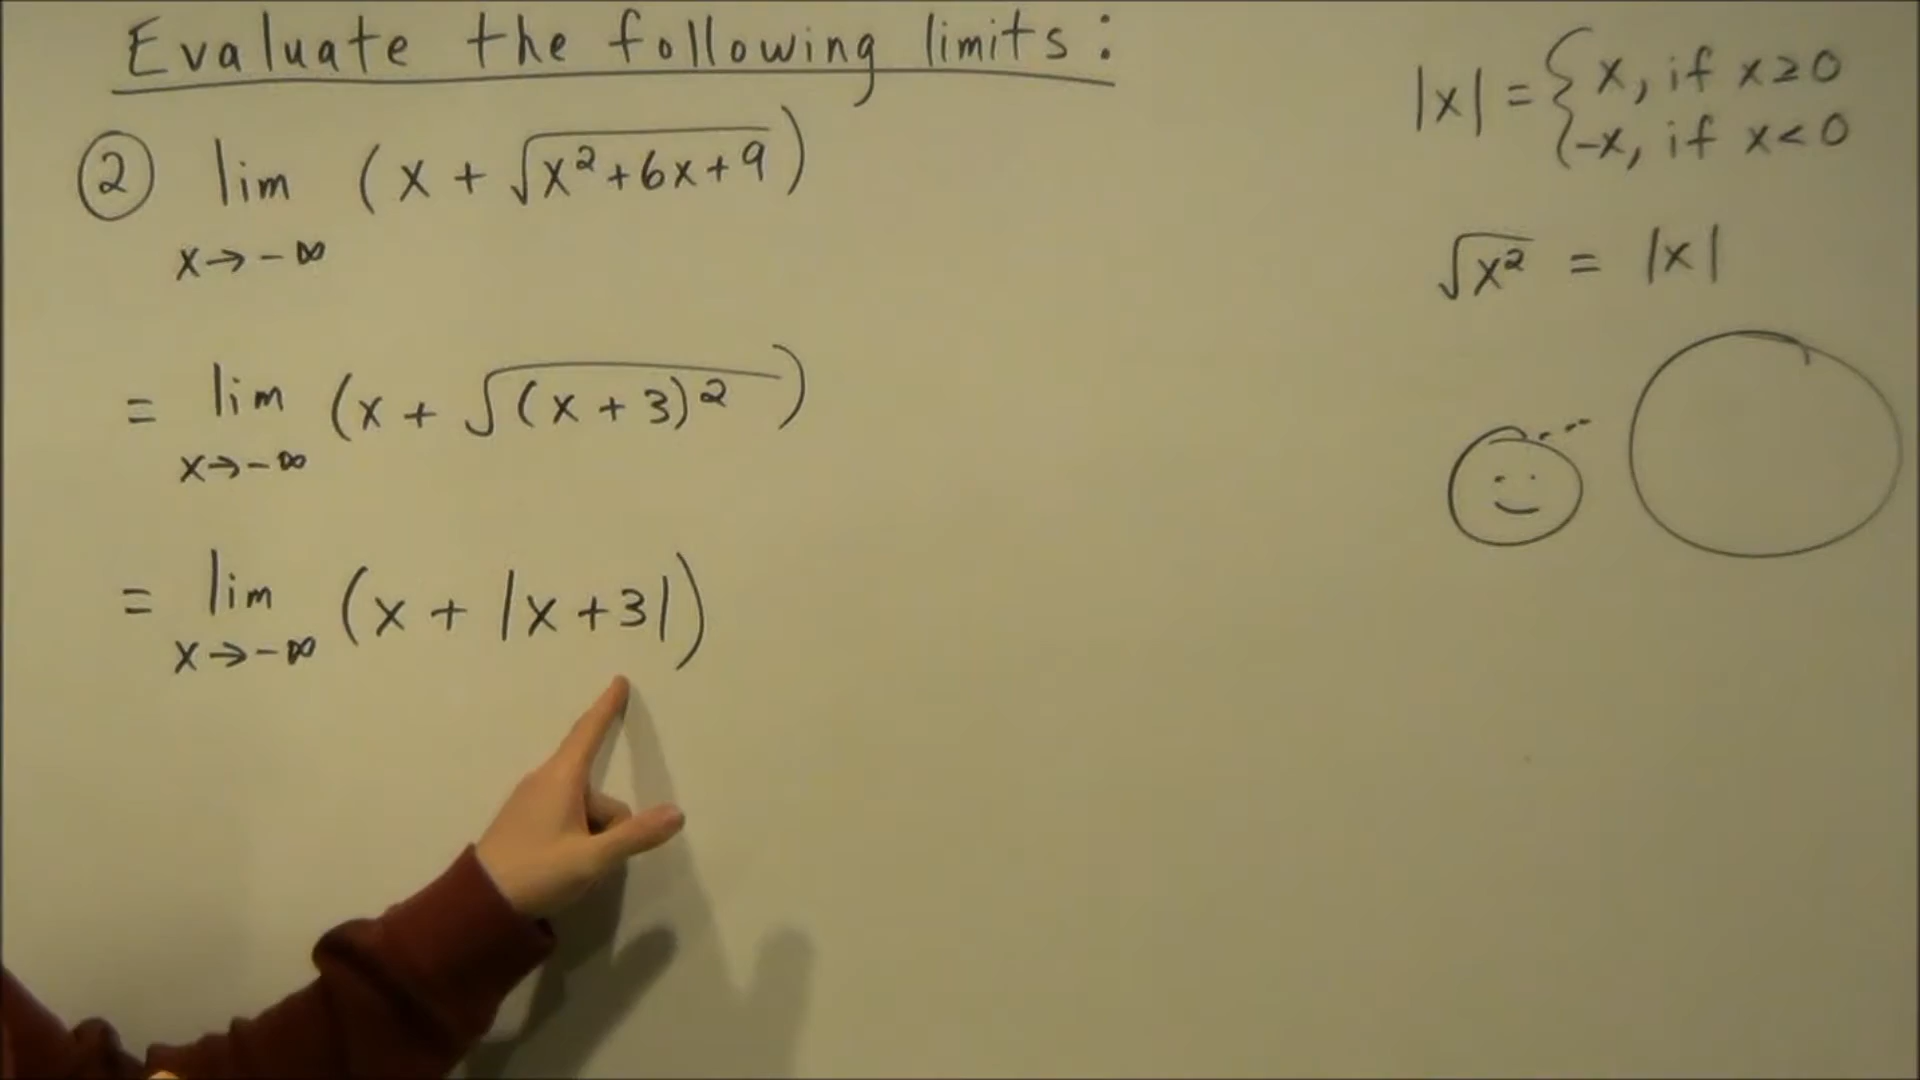 Evaluate the following limits:
② lim (x + √(x²+6x+9))
x→-∞
= lim (x + √((x+3)²))
x→-∞
= lim (x + |x+3|)
x→-∞
|x| = { x, if x≥0
-x, if x<0
√x² = |x|